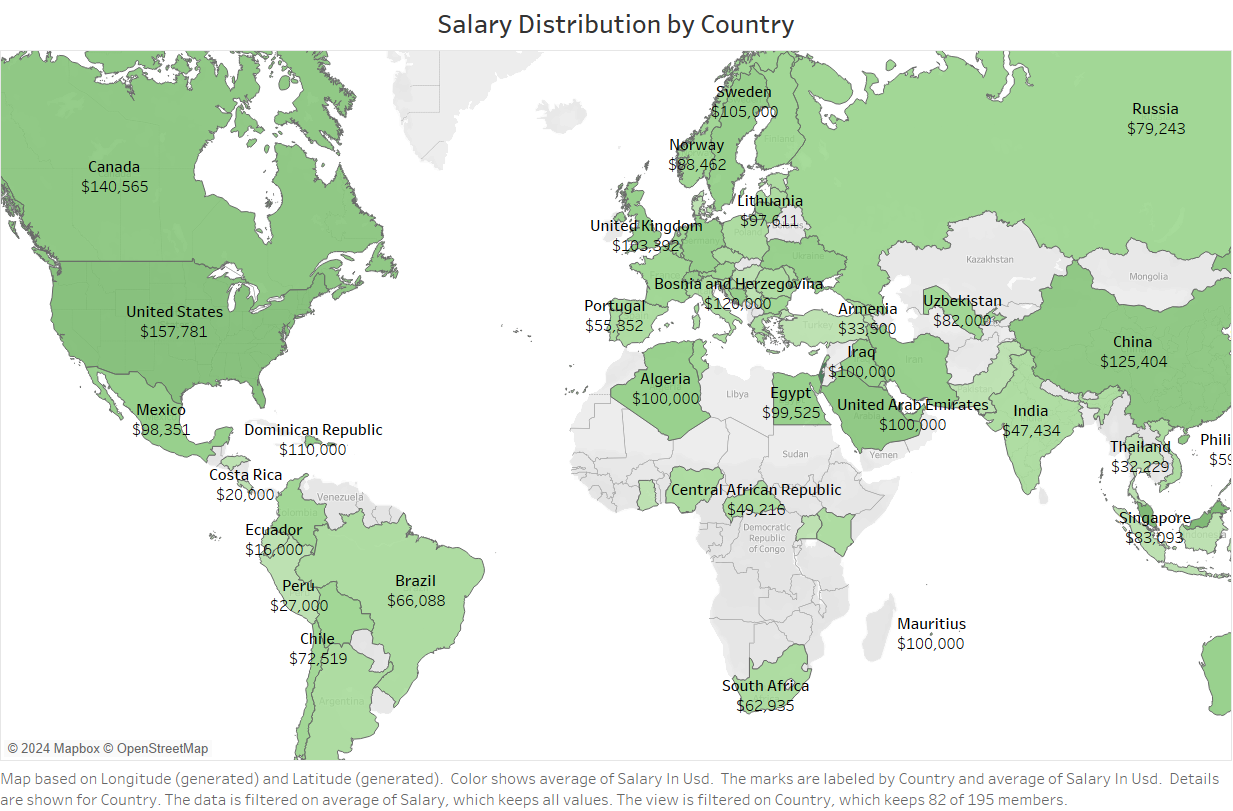 Salary Distribution by Country
Sweden
$105,000
Russia
$79,243
Norway
$88,462
Canada
$140,565
Lithuania
$97,611
United Kingdom
$103,392
Kazakhstan
Mongolia
Bosnia and Herzegovina
$120,000
Portugal
$55,352
Armenia
$33,500
Uzbekistan
$82,000
United States
$157,781
Turkey
China
$125,404
Iraq
$100,000
Iran
Algeria
$100,000
Libya
Egypt
$99,525
United Arab Emirates
$100,000
India
$47,434
Mexico
$98,351
Dominican Republic
$110,000
Thailand
$32,229
Phili
$59
Sudan
Yemen
Costa Rica
$20,000
Venezuela
Colombia
Central African Republic
$49,216
Singapore
$83,093
Ecuador
$16,000
Democratic
Republic
of Congo
Peru
$27,000
Brazil
$66,088
Mauritius
$100,000
Chile
$72,519
South Africa
$62,935
Argentina
© 2024 Mapbox © OpenStreetMap
Map based on Longitude (generated) and Latitude (generated).  Color shows average of Salary In Usd.  The marks are labeled by Country and average of Salary In Usd.  Details
are shown for Country. The data is filtered on average of Salary, which keeps all values. The view is filtered on Country, which keeps 82 of 195 members.